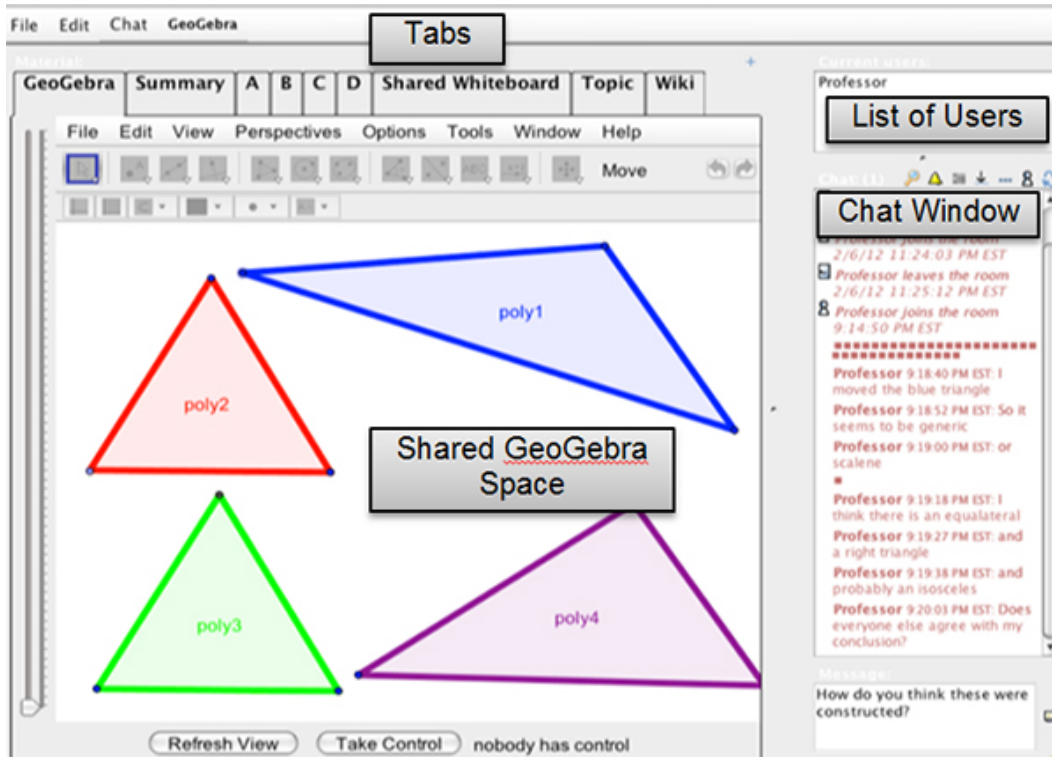 File Edit Chat GeoGebra
Tabs
Material:
GeoGebra Summary A B C D Shared Whiteboard Topic Wiki
File Edit View Perspectives Options Tools Window Help
ABC
Move
poly1
poly2
Shared GeoGebra
Space
poly3
poly4
Refresh View Take Control nobody has control
Current users:
Professor
List of Users
Chat: (1)
Chat Window
Professor joins the room
2/6/12 11:24:03 PM EST
Professor leaves the room
2/6/12 11:25:12 PM EST
Professor joins the room
9:14:50 PM EST
Professor 9:18:40 PM EST: I
moved the blue triangle
Professor 9:18:52 PM EST: So it
seems to be generic
Professor 9:19:00 PM EST: or
scalene
Professor 9:19:18 PM EST: I
think there is an equalateral
Professor 9:19:27 PM EST: and
a right triangle
Professor 9:19:38 PM EST: and
probably an isosceles
Professor 9:20:03 PM EST: Does
everyone else agree with my
conclusion?
Message:
How do you think these were
constructed?